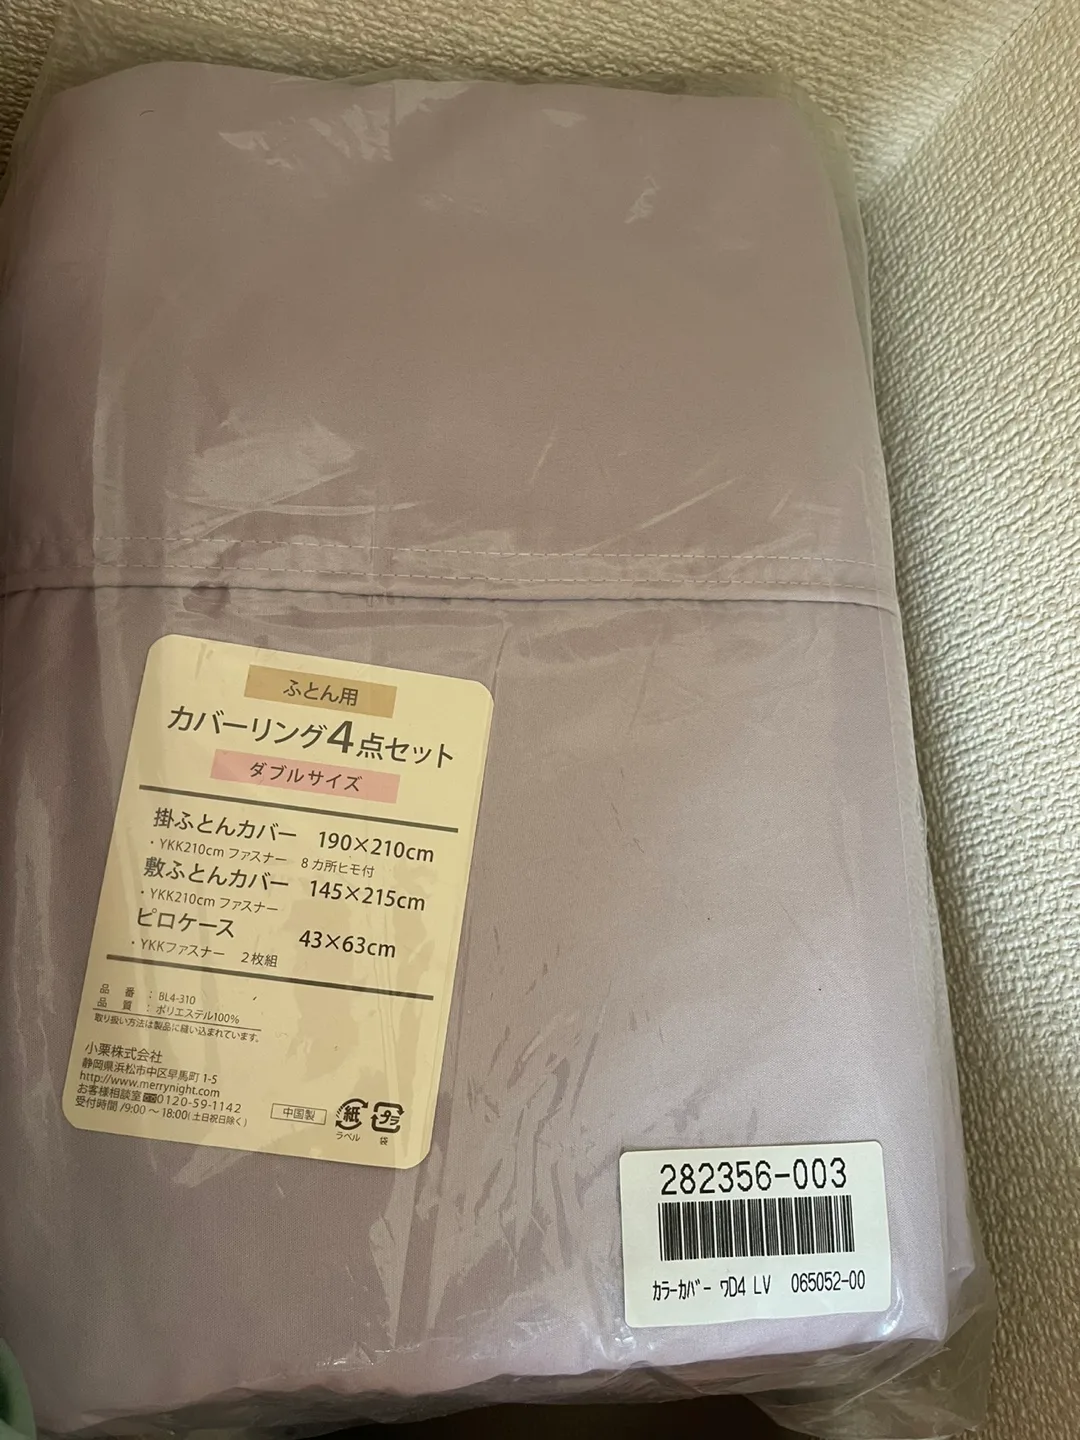 ふとん用
カバーリング4点セット
ダブルサイズ
掛ふとんカバー 190×210cm
・YKK210cm ファスナー 8カ所ヒモ付
敷ふとんカバー 145×215cm
・YKK210cm ファスナー
ピロケース 43×63cm
・YKKファスナー 2枚組
品 番 : BL4-310
品 質 : ポリエステル100%
取り扱い方法は製品に縫い込まれています。
小栗株式会社
静岡県浜松市中区早馬町 1-5
http://www.merrynight.com
お客様相談室 0120-59-1142
受付時間 /9:00 ～ 18:00(土日祝日除く)
中国製
紙
ラベル
プラ
袋
282356-003
ｶﾗｰｶﾊﾞｰ ﾜD4 LV 065052-00